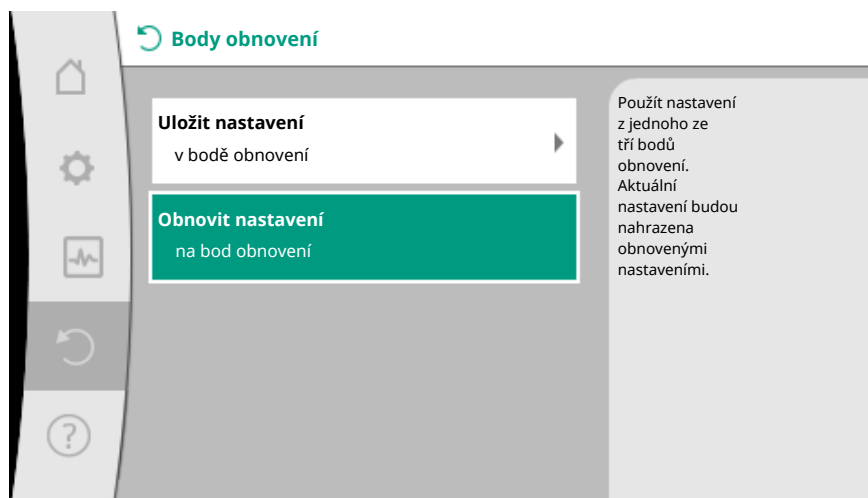 Body obnovení
Uložit nastavení
v bodě obnovení
Obnovit nastavení
na bod obnovení
Použít nastavení
z jednoho ze
tří bodů
obnovení.
Aktuální
nastavení budou
nahrazena
obnovenými
nastaveními.
?